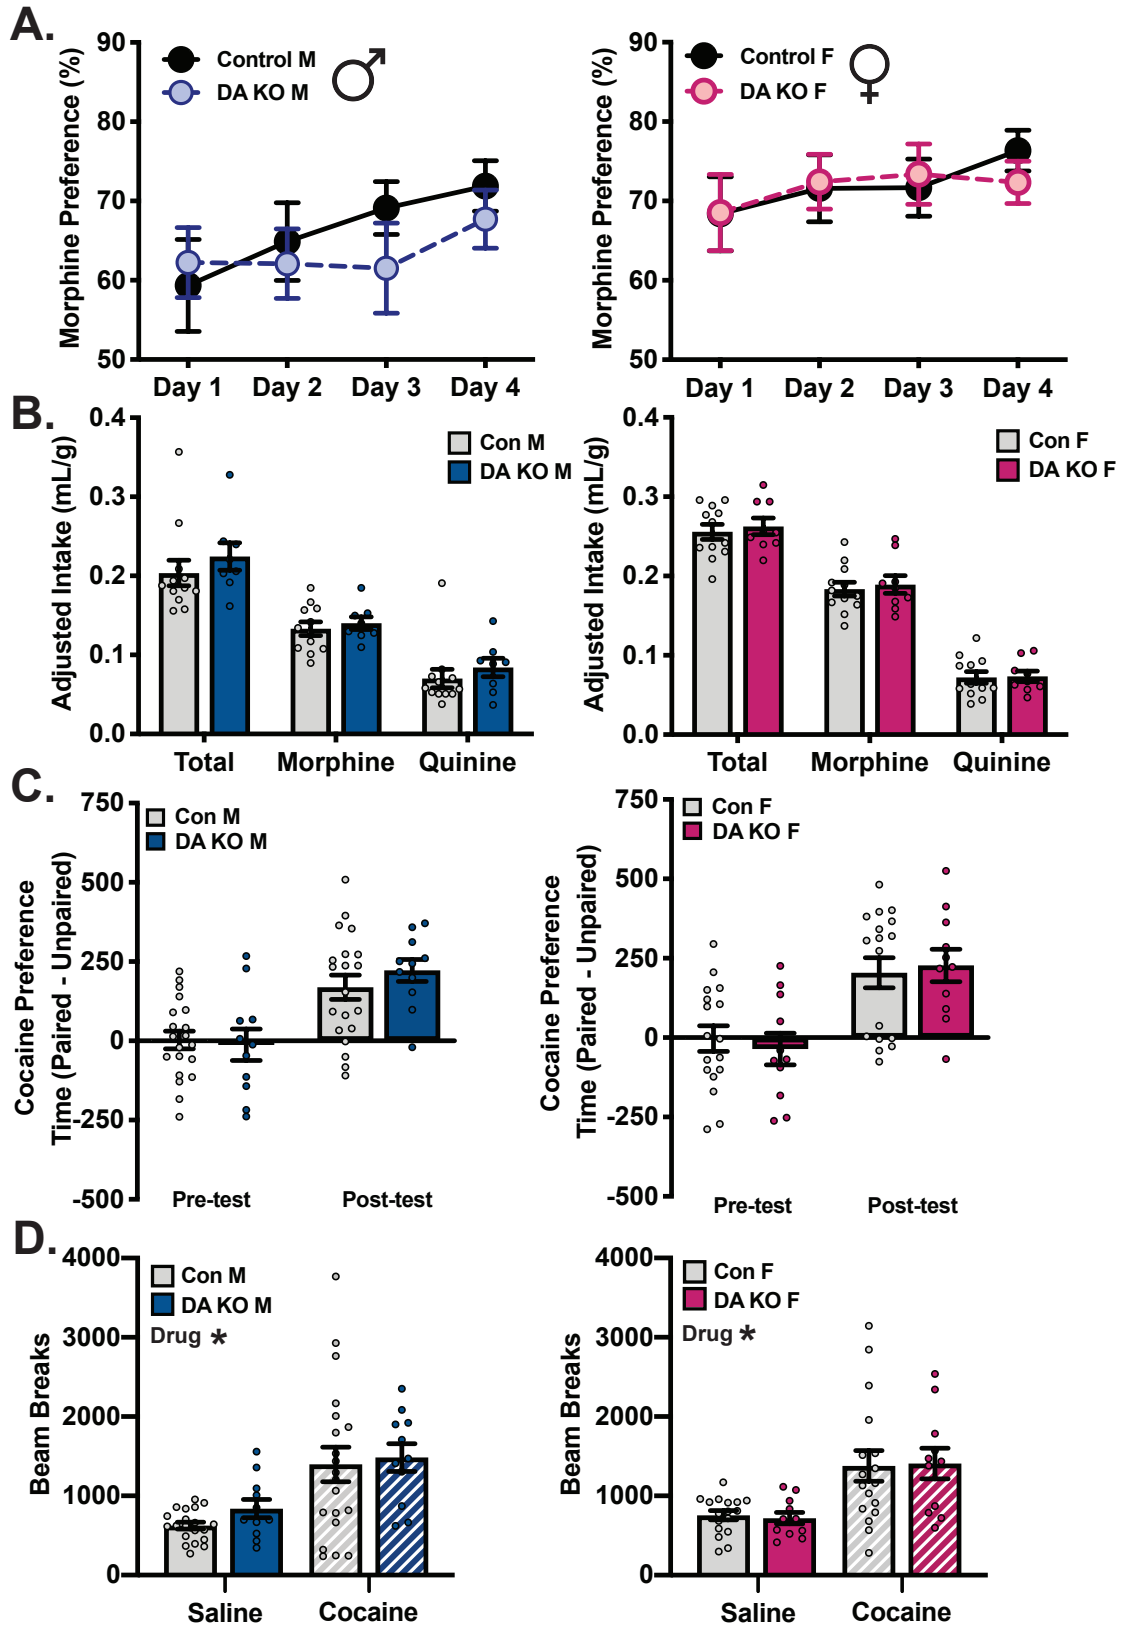 A.
Morphine Preference (%)
90
80
70
60
50
Control M
DA KO M
Day 1 Day 2 Day 3 Day 4
Morphine Preference (%)
90
80
70
60
50
Control F
DA KO F
Day 1 Day 2 Day 3 Day 4
B.
Adjusted Intake (mL/g)
0.4
0.3
0.2
0.1
0.0
Con M
DA KO M
Total Morphine Quinine
Adjusted Intake (mL/g)
0.4
0.3
0.2
0.1
0.0
Con F
DA KO F
Total Morphine Quinine
C.
Cocaine Preference
Time (Paired - Unpaired)
750
500
250
0
-250
-500
Con M
DA KO M
Pre-test Post-test
Cocaine Preference
Time (Paired - Unpaired)
750
500
250
0
-250
-500
Con F
DA KO F
Pre-test Post-test
D.
Beam Breaks
4000
3000
2000
1000
0
Con M
DA KO M
Drug *
Saline Cocaine
Beam Breaks
4000
3000
2000
1000
0
Con F
DA KO F
Drug *
Saline Cocaine